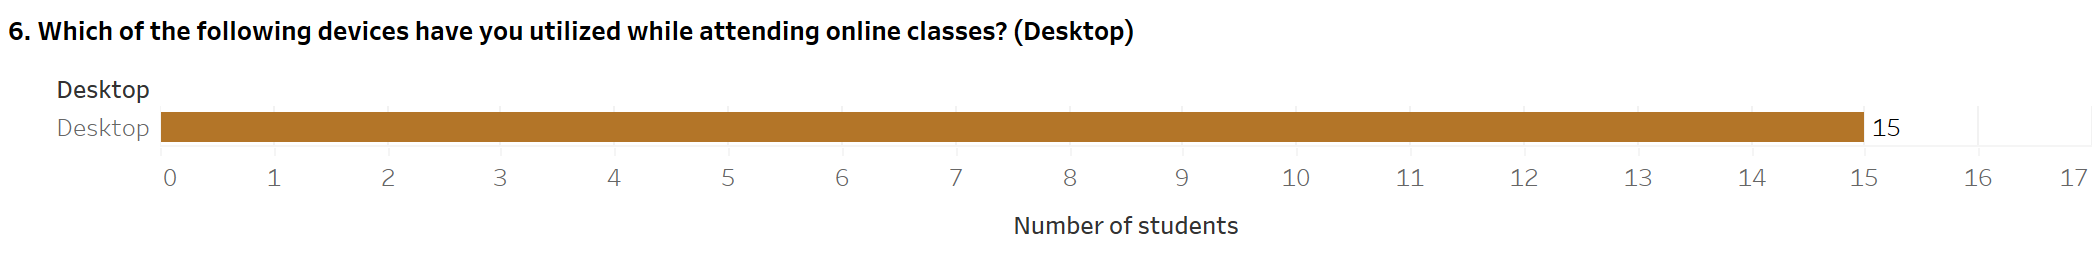 6. Which of the following devices have you utilized while attending online classes? (Desktop)
Desktop
Desktop 15
0 1 2 3 4 5 6 7 8 9 10 11 12 13 14 15 16 17
Number of students